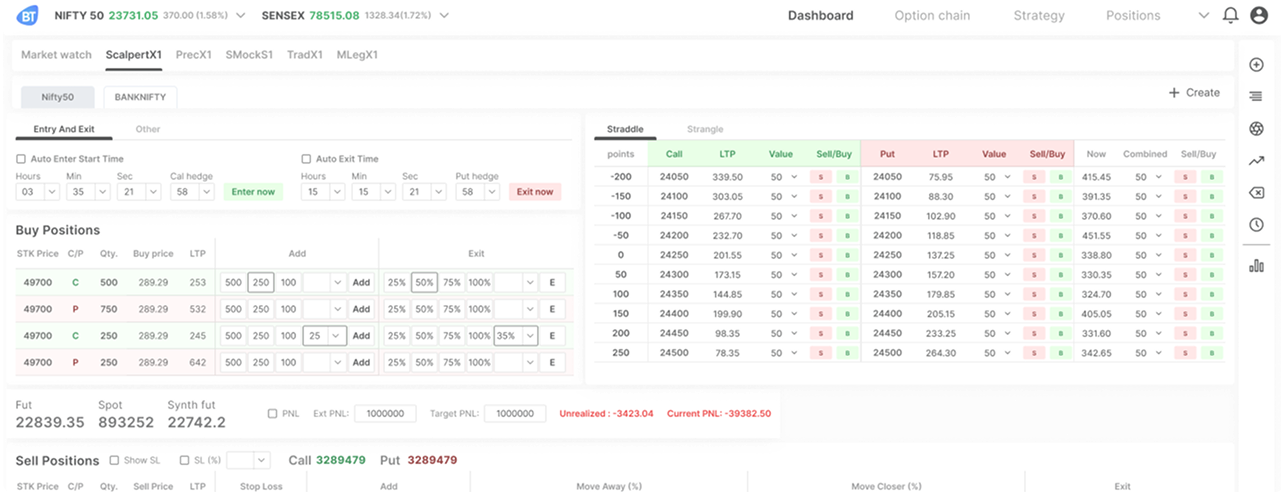 BT NIFTY 50 23731.05 370.00 (1.58%) SENSEX 78515.08 1328.34(1.72%) Dashboard Option chain Strategy Positions
Market watch ScalpertX1 PrecX1 SMockS1 TradX1 MLegX1
Nifty50 BANKNIFTY + Create
Entry And Exit Other
Auto Enter Start Time Auto Exit Time
Hours Min Sec Cal hedge Hours Min Sec Put hedge
03 35 21 58 Enter now 15 15 21 58 Exit now
Buy Positions
STK Price C/P Qty. Buy price LTP Add Exit
49700 C 500 289.29 253 500 250 100 Add 25% 50% 75% 100% E
49700 P 750 289.29 532 500 250 100 Add 25% 50% 75% 100% E
49700 C 250 289.29 245 500 250 100 25 Add 25% 50% 75% 100% 35% E
49700 P 250 289.29 642 500 250 100 Add 25% 50% 75% 100% E
Straddle Strangle
points Call LTP Value Sell/Buy Put LTP Value Sell/Buy Now Combined Sell/Buy
-200 24050 339.50 50 S B 24050 75.95 50 S B 415.45 50 S B
-150 24100 303.05 50 S B 24100 88.30 50 S B 391.35 50 S B
-100 24150 267.70 50 S B 24150 102.90 50 S B 370.60 50 S B
-50 24200 232.70 50 S B 24200 118.85 50 S B 451.55 50 S B
0 24250 201.55 50 S B 24250 137.25 50 S B 338.80 50 S B
50 24300 173.15 50 S B 24300 157.20 50 S B 330.35 50 S B
100 24350 144.85 50 S B 24350 179.85 50 S B 324.70 50 S B
150 24400 199.90 50 S B 24400 205.15 50 S B 405.05 50 S B
200 24450 98.35 50 S B 24450 233.25 50 S B 331.60 50 S B
250 24500 78.35 50 S B 24500 264.30 50 S B 342.65 50 S B
Fut Spot Synth fut
22839.35 893252 22742.2
PNL Ext PNL: 1000000 Target PNL: 1000000 Unrealized : -3423.04 Current PNL: -39382.50
Sell Positions Show SL SL (%) Call 3289479 Put 3289479
STK Price C/P Qty. Sell Price LTP Stop Loss Add Move Away (%) Move Closer (%) Exit